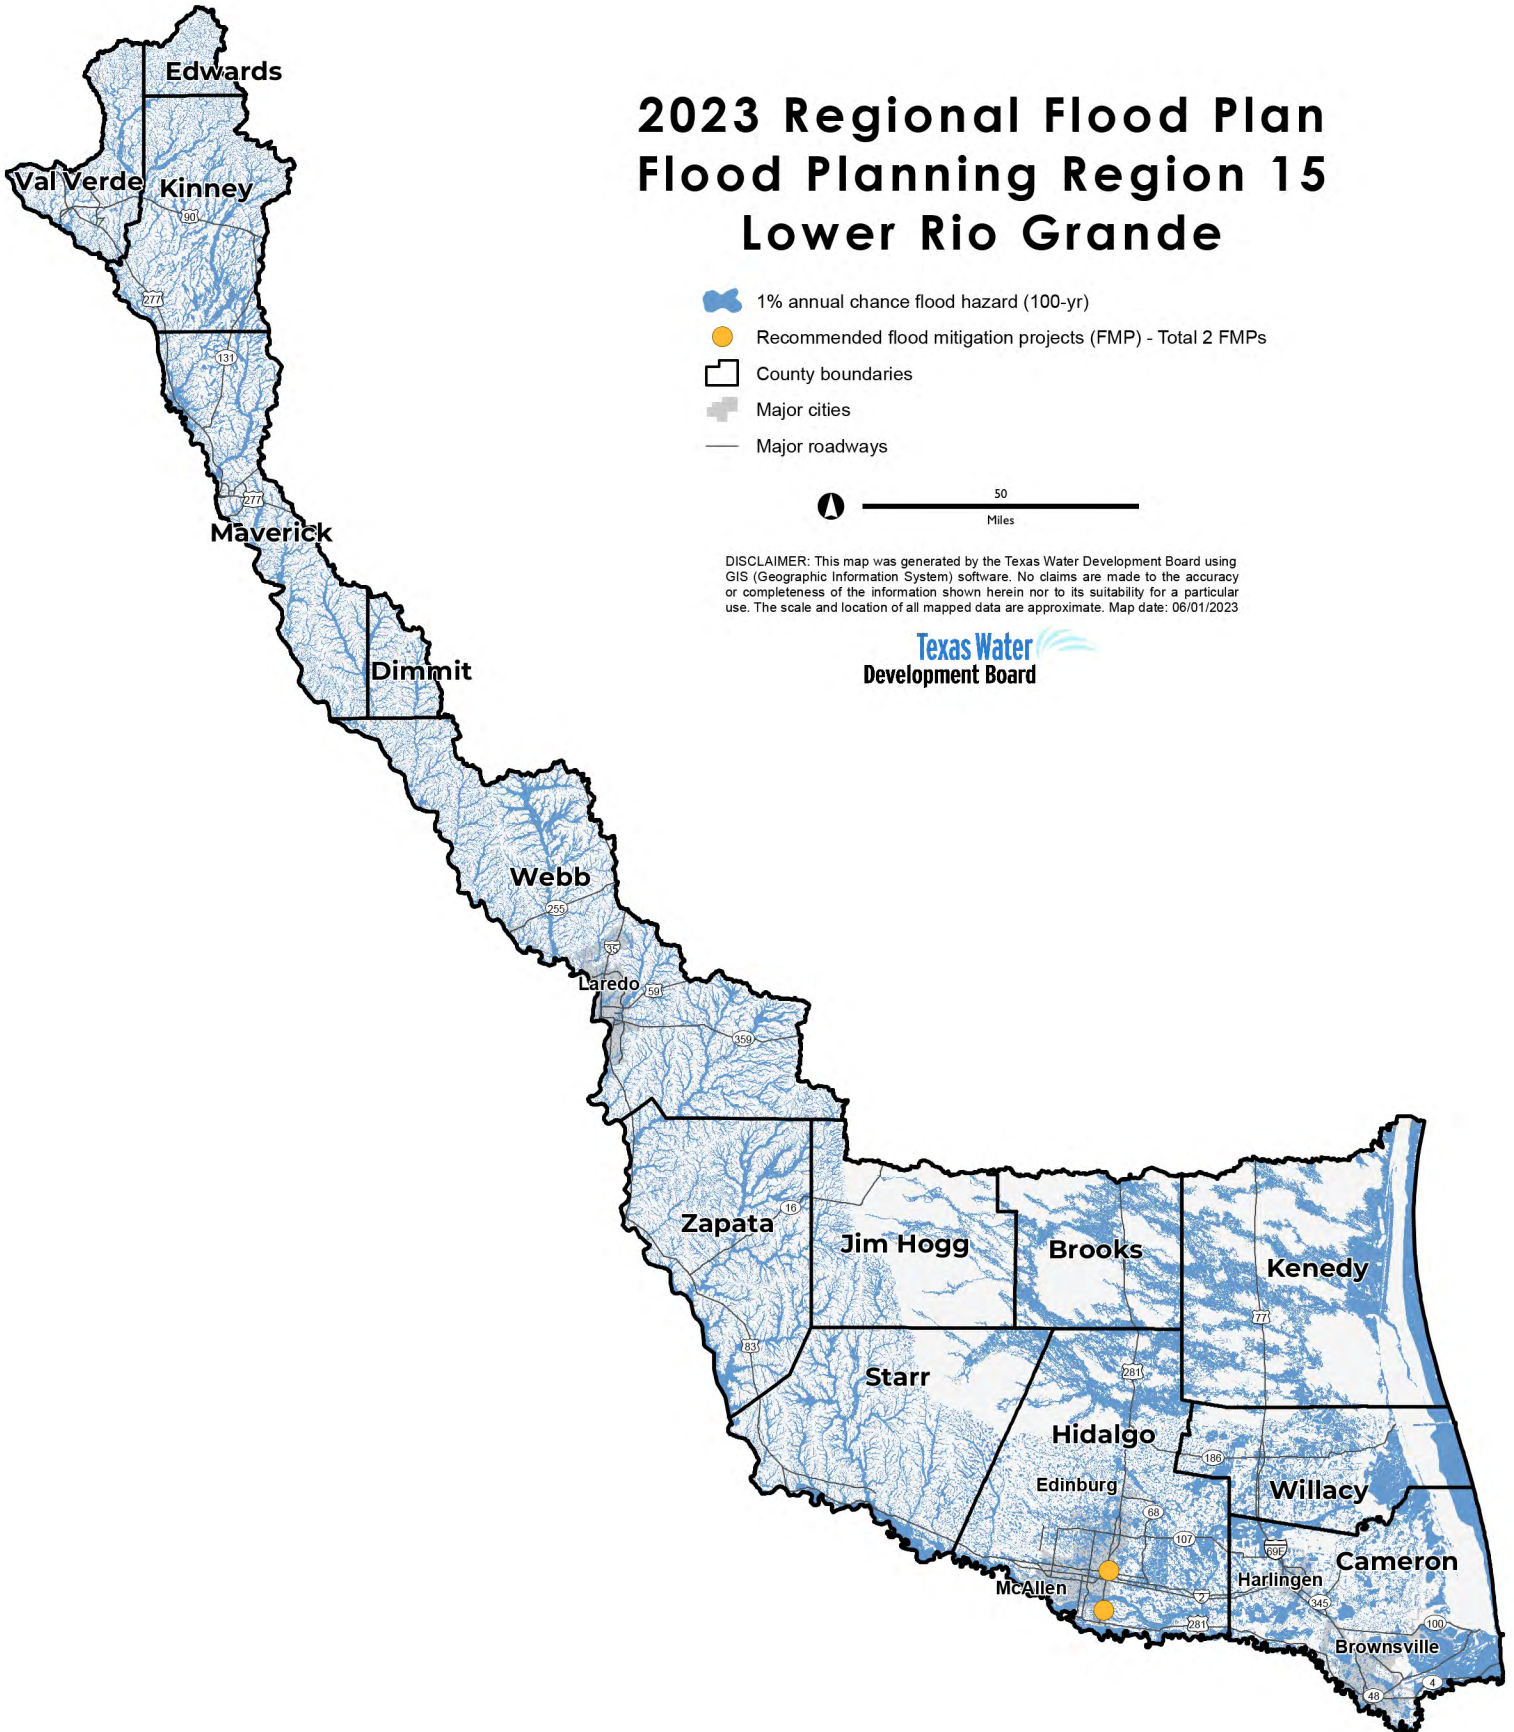 2023 Regional Flood Plan
Flood Planning Region 15
Lower Rio Grande
1% annual chance flood hazard (100-yr)
Recommended flood mitigation projects (FMP) - Total 2 FMPs
County boundaries
Major cities
Major roadways
50
Miles
DISCLAIMER: This map was generated by the Texas Water Development Board using
GIS (Geographic Information System) software. No claims are made to the accuracy
or completeness of the information shown herein nor to its suitability for a particular
use. The scale and location of all mapped data are approximate. Map date: 06/01/2023
Texas Water
Development Board
Edwards
Val Verde
Kinney
90
277
131
277
Maverick
Dimmit
Webb
255
35
Laredo
59
359
Zapata
16
Jim Hogg
Brooks
Kenedy
77
83
Starr
281
Hidalgo
186
Edinburg
Willacy
68
107
69E
Cameron
McAllen
Harlingen
2
345
281
100
Brownsville
4
48